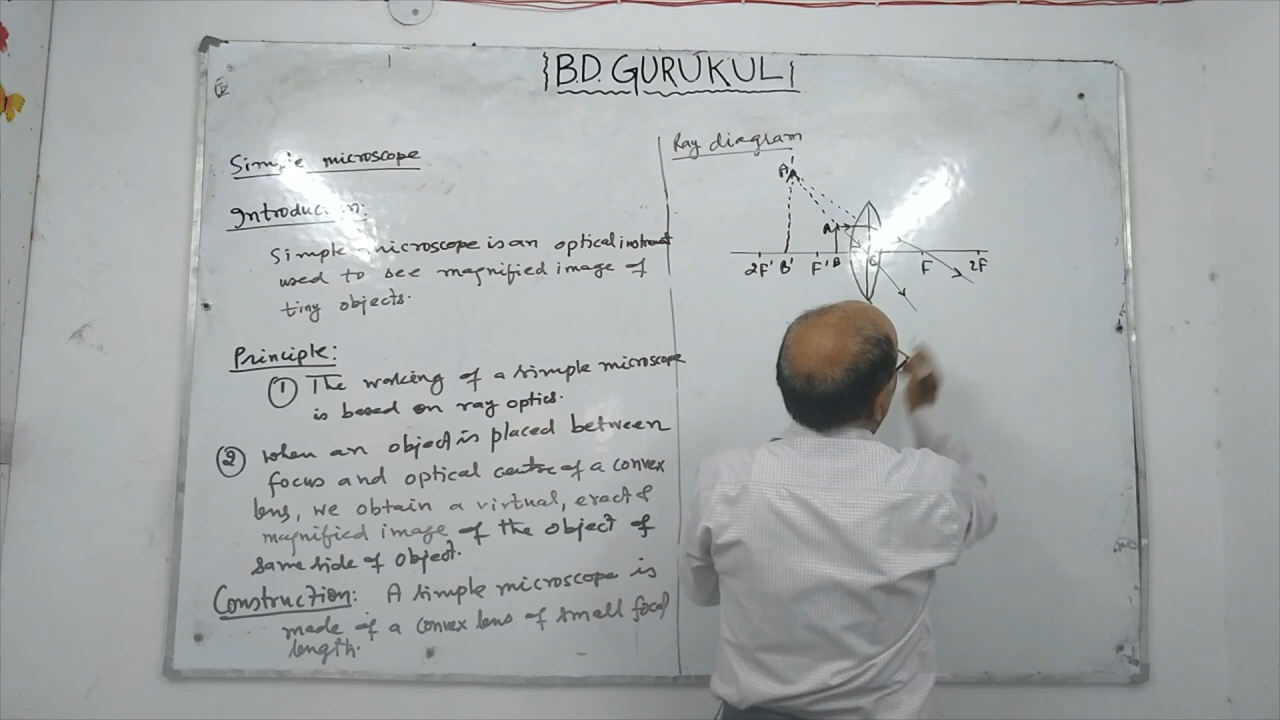 B.D. GURUKUL
Simple microscope
Introduction:
Simple microscope is an optical instrument
used to see magnified image of
tiny objects.
Principle:
① The working of a simple microscope
is based on ray optics.
② when an object is placed between
focus and optical centre of a convex
lens, we obtain a virtual, erect &
magnified image of the object of
same side of object.
Construction: A simple microscope is
made of a convex lens of small focal
length.
Ray diagram
A'
A
2F' B' F' B C F 2F